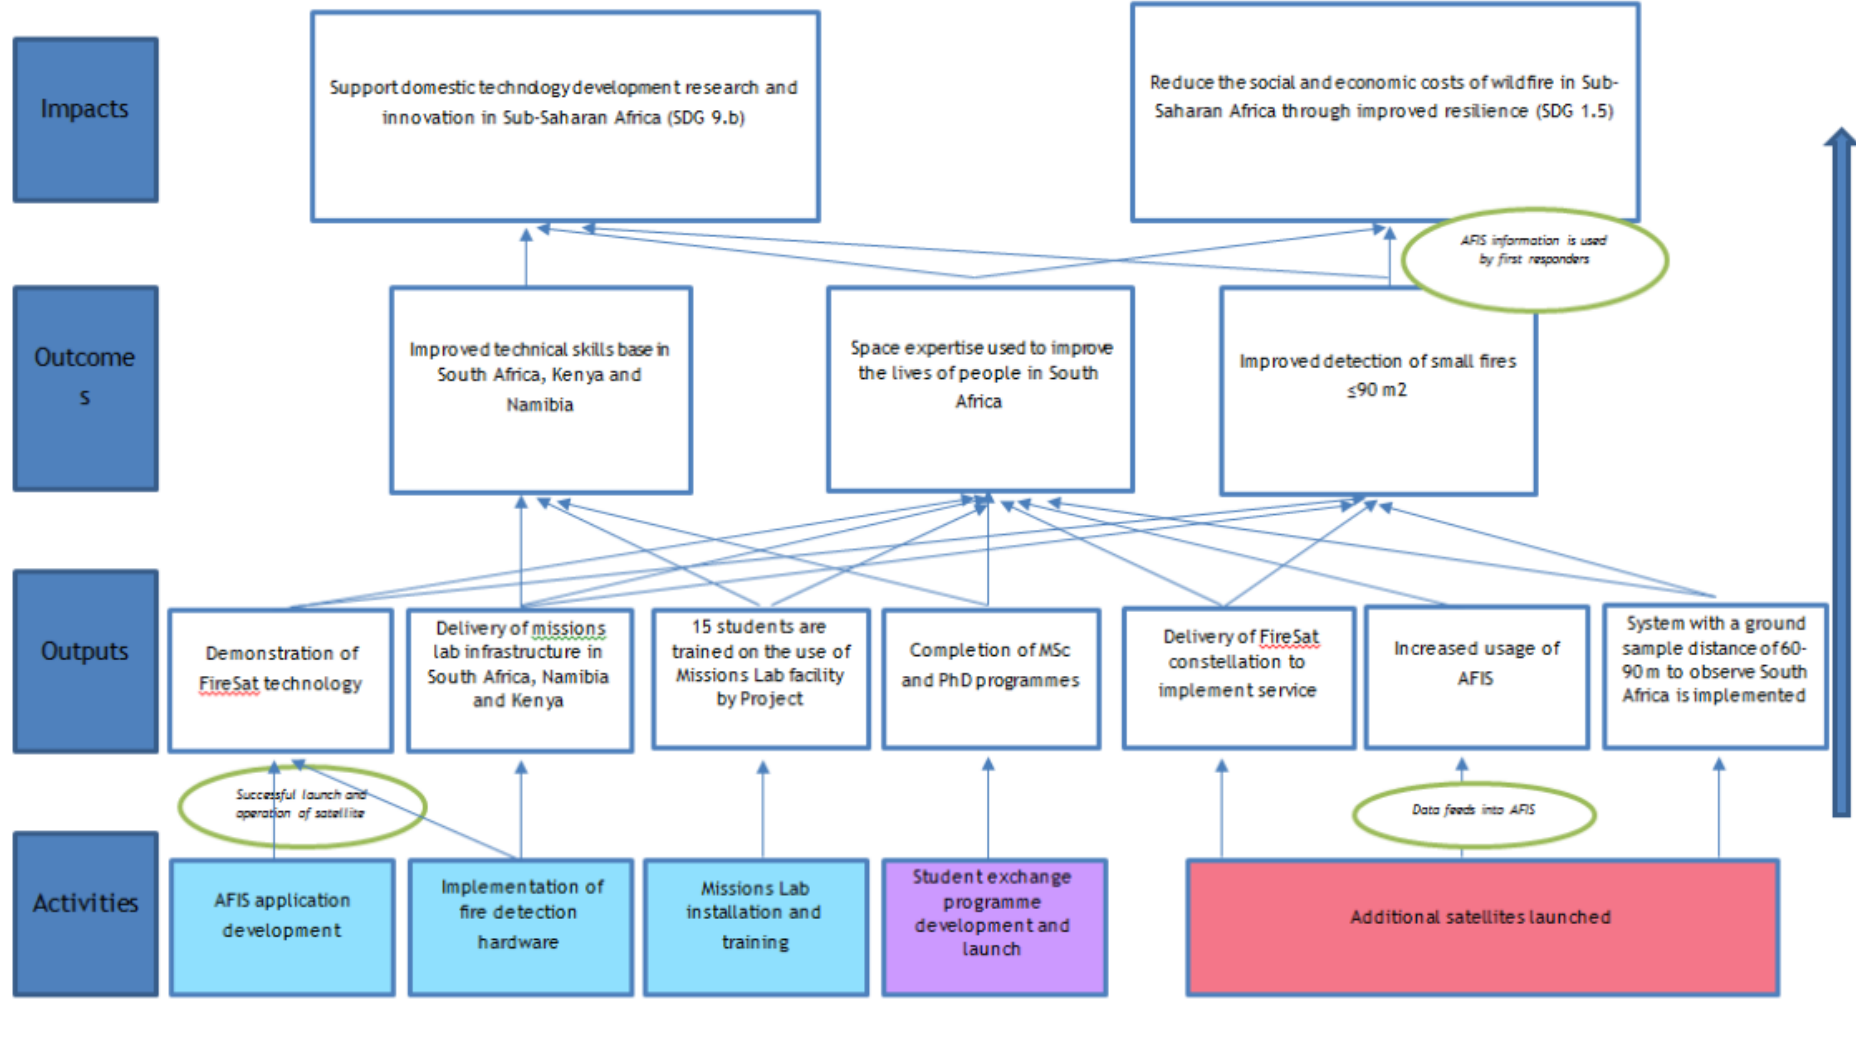 Impacts
Support domestic technology development research and
innovation in Sub-Saharan Africa (SDG 9.b)
Reduce the social and economic costs of wildfire in Sub-
Saharan Africa through improved resilience (SDG 1.5)
AFIS information is used
by first responders
Outcome
s
Improved technical skills base in
South Africa, Kenya and
Namibia
Space expertise used to improve
the lives of people in South
Africa
Improved detection of small fires
≤90 m2
Outputs
Demonstration of
FireSat technology
Delivery of missions
lab infrastructure in
South Africa, Namibia
and Kenya
15 students are
trained on the use of
Missions Lab facility
by Project
Completion of MSc
and PhD programmes
Delivery of FireSat
constellation to
implement service
Increased usage of
AFIS
System with a ground
sample distance of 60-
90 m to observe South
Africa is implemented
Successful launch and
operation of satellite
Data feeds into AFIS
Activities
AFIS application
development
Implementation of
fire detection
hardware
Missions Lab
installation and
training
Student exchange
programme
development and
launch
Additional satellites launched